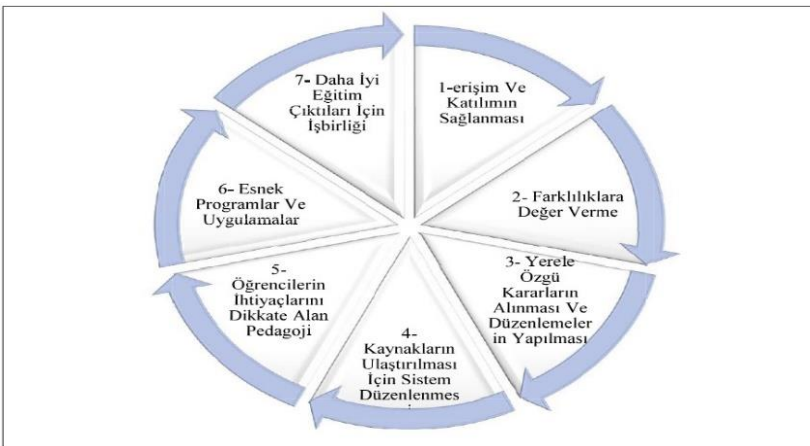 1-erişim Ve
Katılımın
Sağlanması
2- Farklılıklara
Değer Verme
3- Yerele
Özgü
Kararların
Alınması Ve
Düzenlemeler
in Yapılması
4-
Kaynakların
Ulaştırılması
İçin Sistem
Düzenlenmes
5-
Öğrencilerin
İhtiyaçlarını
Dikkate Alan
Pedagoji
6- Esnek
Programlar Ve
Uygulamalar
7- Daha İyi
Eğitim
Çıktıları İçin
İşbirliği